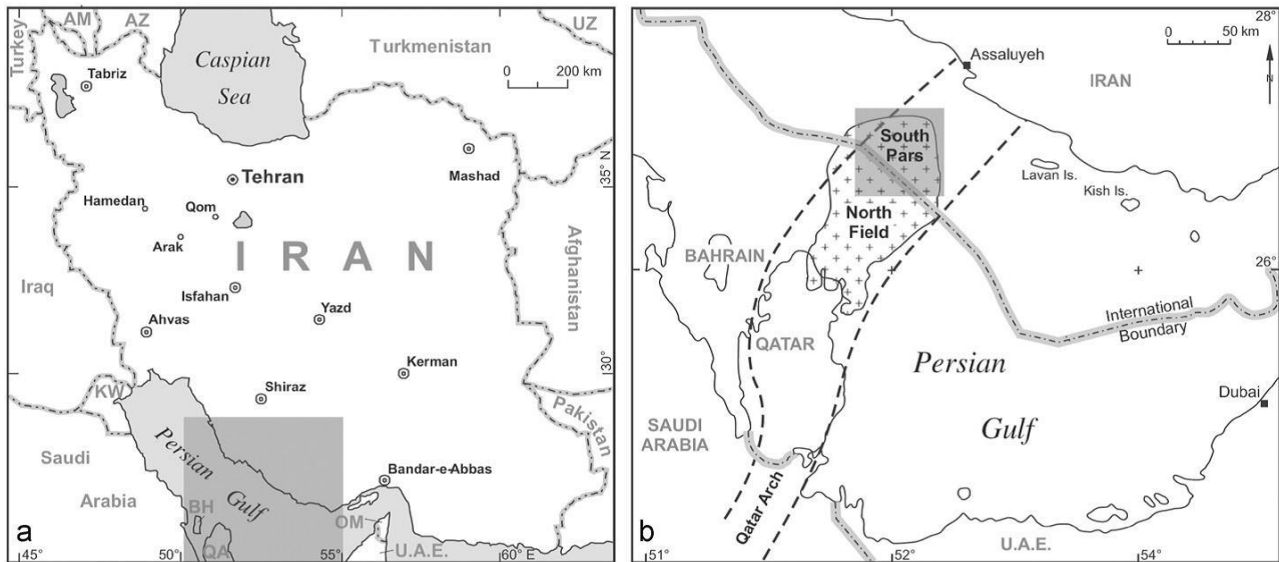 AM
AZ
UZ
Turkey
Caspian
Sea
Turkmenistan
0 200 km
Tabriz
Tehran
Mashad
35° N
Hamedan
Qom
Arak
IRAN
Afghanistan
Iraq
Isfahan
Yazd
Ahvas
Kerman
30°
KW
Shiraz
Pakistan
Saudi
Arabia
Persian
Gulf
Bandar-e-Abbas
BH
QA
OM
U.A.E.
a
45°
50°
55°
60° E
28°
0 50 km
N
Assaluyeh
IRAN
South
Pars
Lavan Is.
Kish Is.
North
Field
BAHRAIN
26°
International
Boundary
QATAR
Persian
Gulf
Dubai
SAUDI
ARABIA
Qatar Arch
U.A.E.
b
51°
52°
54°